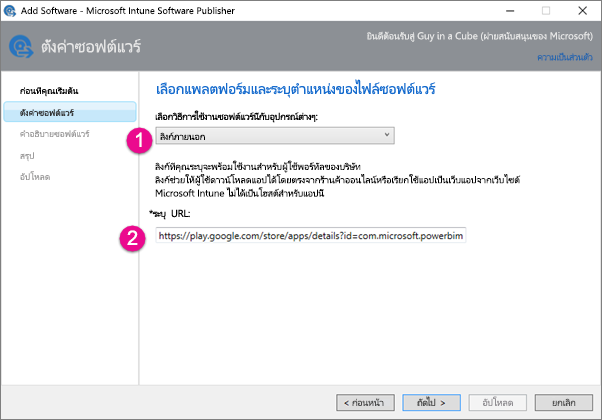 Add Software - Microsoft Intune Software Publisher
ตั้งค่าซอฟต์แวร์
ยินดีต้อนรับสู่ Guy in a Cube (ฝ่ายสนับสนุนของ Microsoft)
ความเป็นส่วนตัว
ก่อนที่คุณเริ่มต้น
ตั้งค่าซอฟต์แวร์
คำอธิบายซอฟต์แวร์
สรุป
อัปโหลด
เลือกแพลตฟอร์มและระบุตำแหน่งของไฟล์ซอฟต์แวร์
เลือกวิธีการใช้งานซอฟต์แวร์นี้กับอุปกรณ์ต่างๆ:
1
ลิงก์ภายนอก
ลิงก์ที่คุณระบุจะพร้อมใช้งานสำหรับผู้ใช้พอร์ทัลของบริษัท
ลิงก์ช่วยให้ผู้ใช้ดาวน์โหลดแอปได้โดยตรงจากร้านค้าออนไลน์หรือเรียกใช้แอปเป็นเว็บแอปจากเว็บไซต์
Microsoft Intune ไม่ได้เป็นโฮสต์สำหรับแอปนี้
*ระบุ URL:
2
https://play.google.com/store/apps/details?id=com.microsoft.powerbim
< ก่อนหน้า
ถัดไป >
อัปโหลด
ยกเลิก